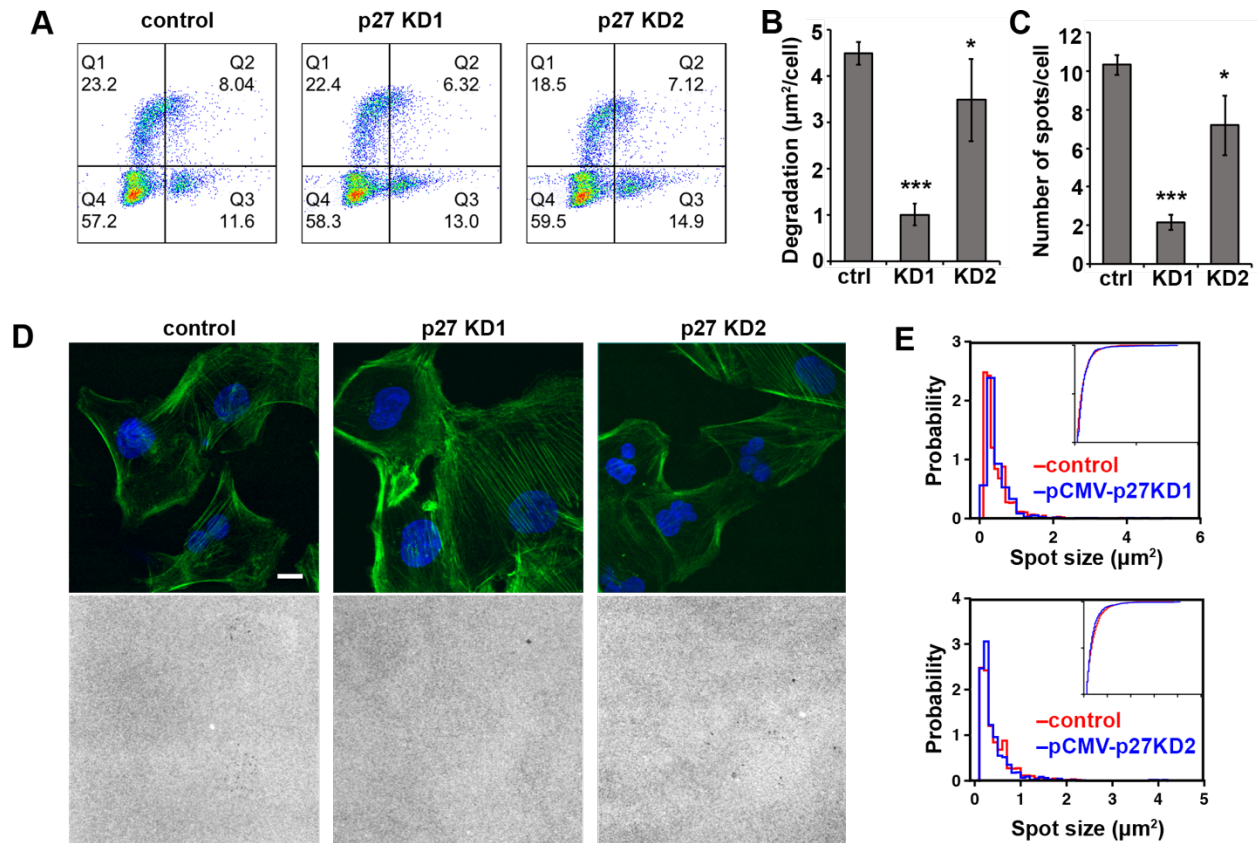 A
control
p27 KD1
p27 KD2
Q1
23.2
Q2
8.04
Q4
57.2
Q3
11.6
Q1
22.4
Q2
6.32
Q4
58.3
Q3
13.0
Q1
18.5
Q2
7.12
Q4
59.5
Q3
14.9
B
Degradation (µm²/cell)
5
4
3
2
1
0
***
*
ctrl KD1 KD2
C
Number of spots/cell
12
10
8
6
4
2
0
***
*
ctrl KD1 KD2
D
control
p27 KD1
p27 KD2
E
Probability
3
2
1
0
–control
–pCMV-p27KD1
0 2 4 6
Spot size (µm²)
Probability
4
3
2
1
0
–control
–pCMV-p27KD2
0 1 2 3 4 5
Spot size (µm²)